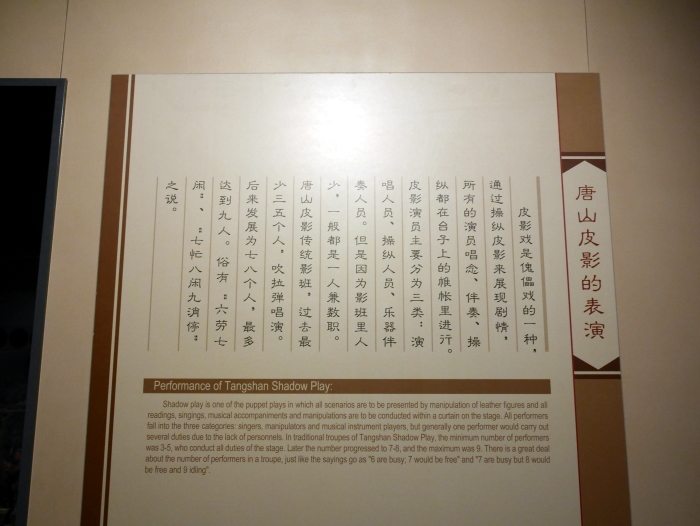 唐山皮影的表演
皮影戏是傀儡戏的一种，
通过操纵皮影来展现剧情，
所有的演员唱念、伴奏、操
纵都在台子上的帷帐里进行。
皮影演员主要分为三类：演
唱人员、操纵人员、乐器伴
奏人员。但是因为影班里人
少，一般都是一人兼数职。
唐山皮影传统影班，过去最
少三五个人，吹拉弹唱演。
后来发展为七八个人，最多
达到九人。俗有“六劳七
闲”、“七忙八闲九消停”
之说。
Performance of Tangshan Shadow Play:
Shadow play is one of the puppet plays in which all scenarios are to be presented by manipulation of leather figures and all
readings, singings, musical accompaniments and manipulations are to be conducted within a curtain on the stage. All performers
fall into the three categories: singers, manipulators and musical instrument players, but generally one performer would carry out
several duties due to the lack of personnels. In traditional troupes of Tangshan Shadow Play, the minimum number of performers
was 3-5, who conduct all duties of the stage. Later the number progressed to 7-8, and the maximum was 9. There is a great deal
about the number of performers in a troupe, just like the sayings go as "6 are busy; 7 would be free" and "7 are busy but 8 would
be free and 9 idling".